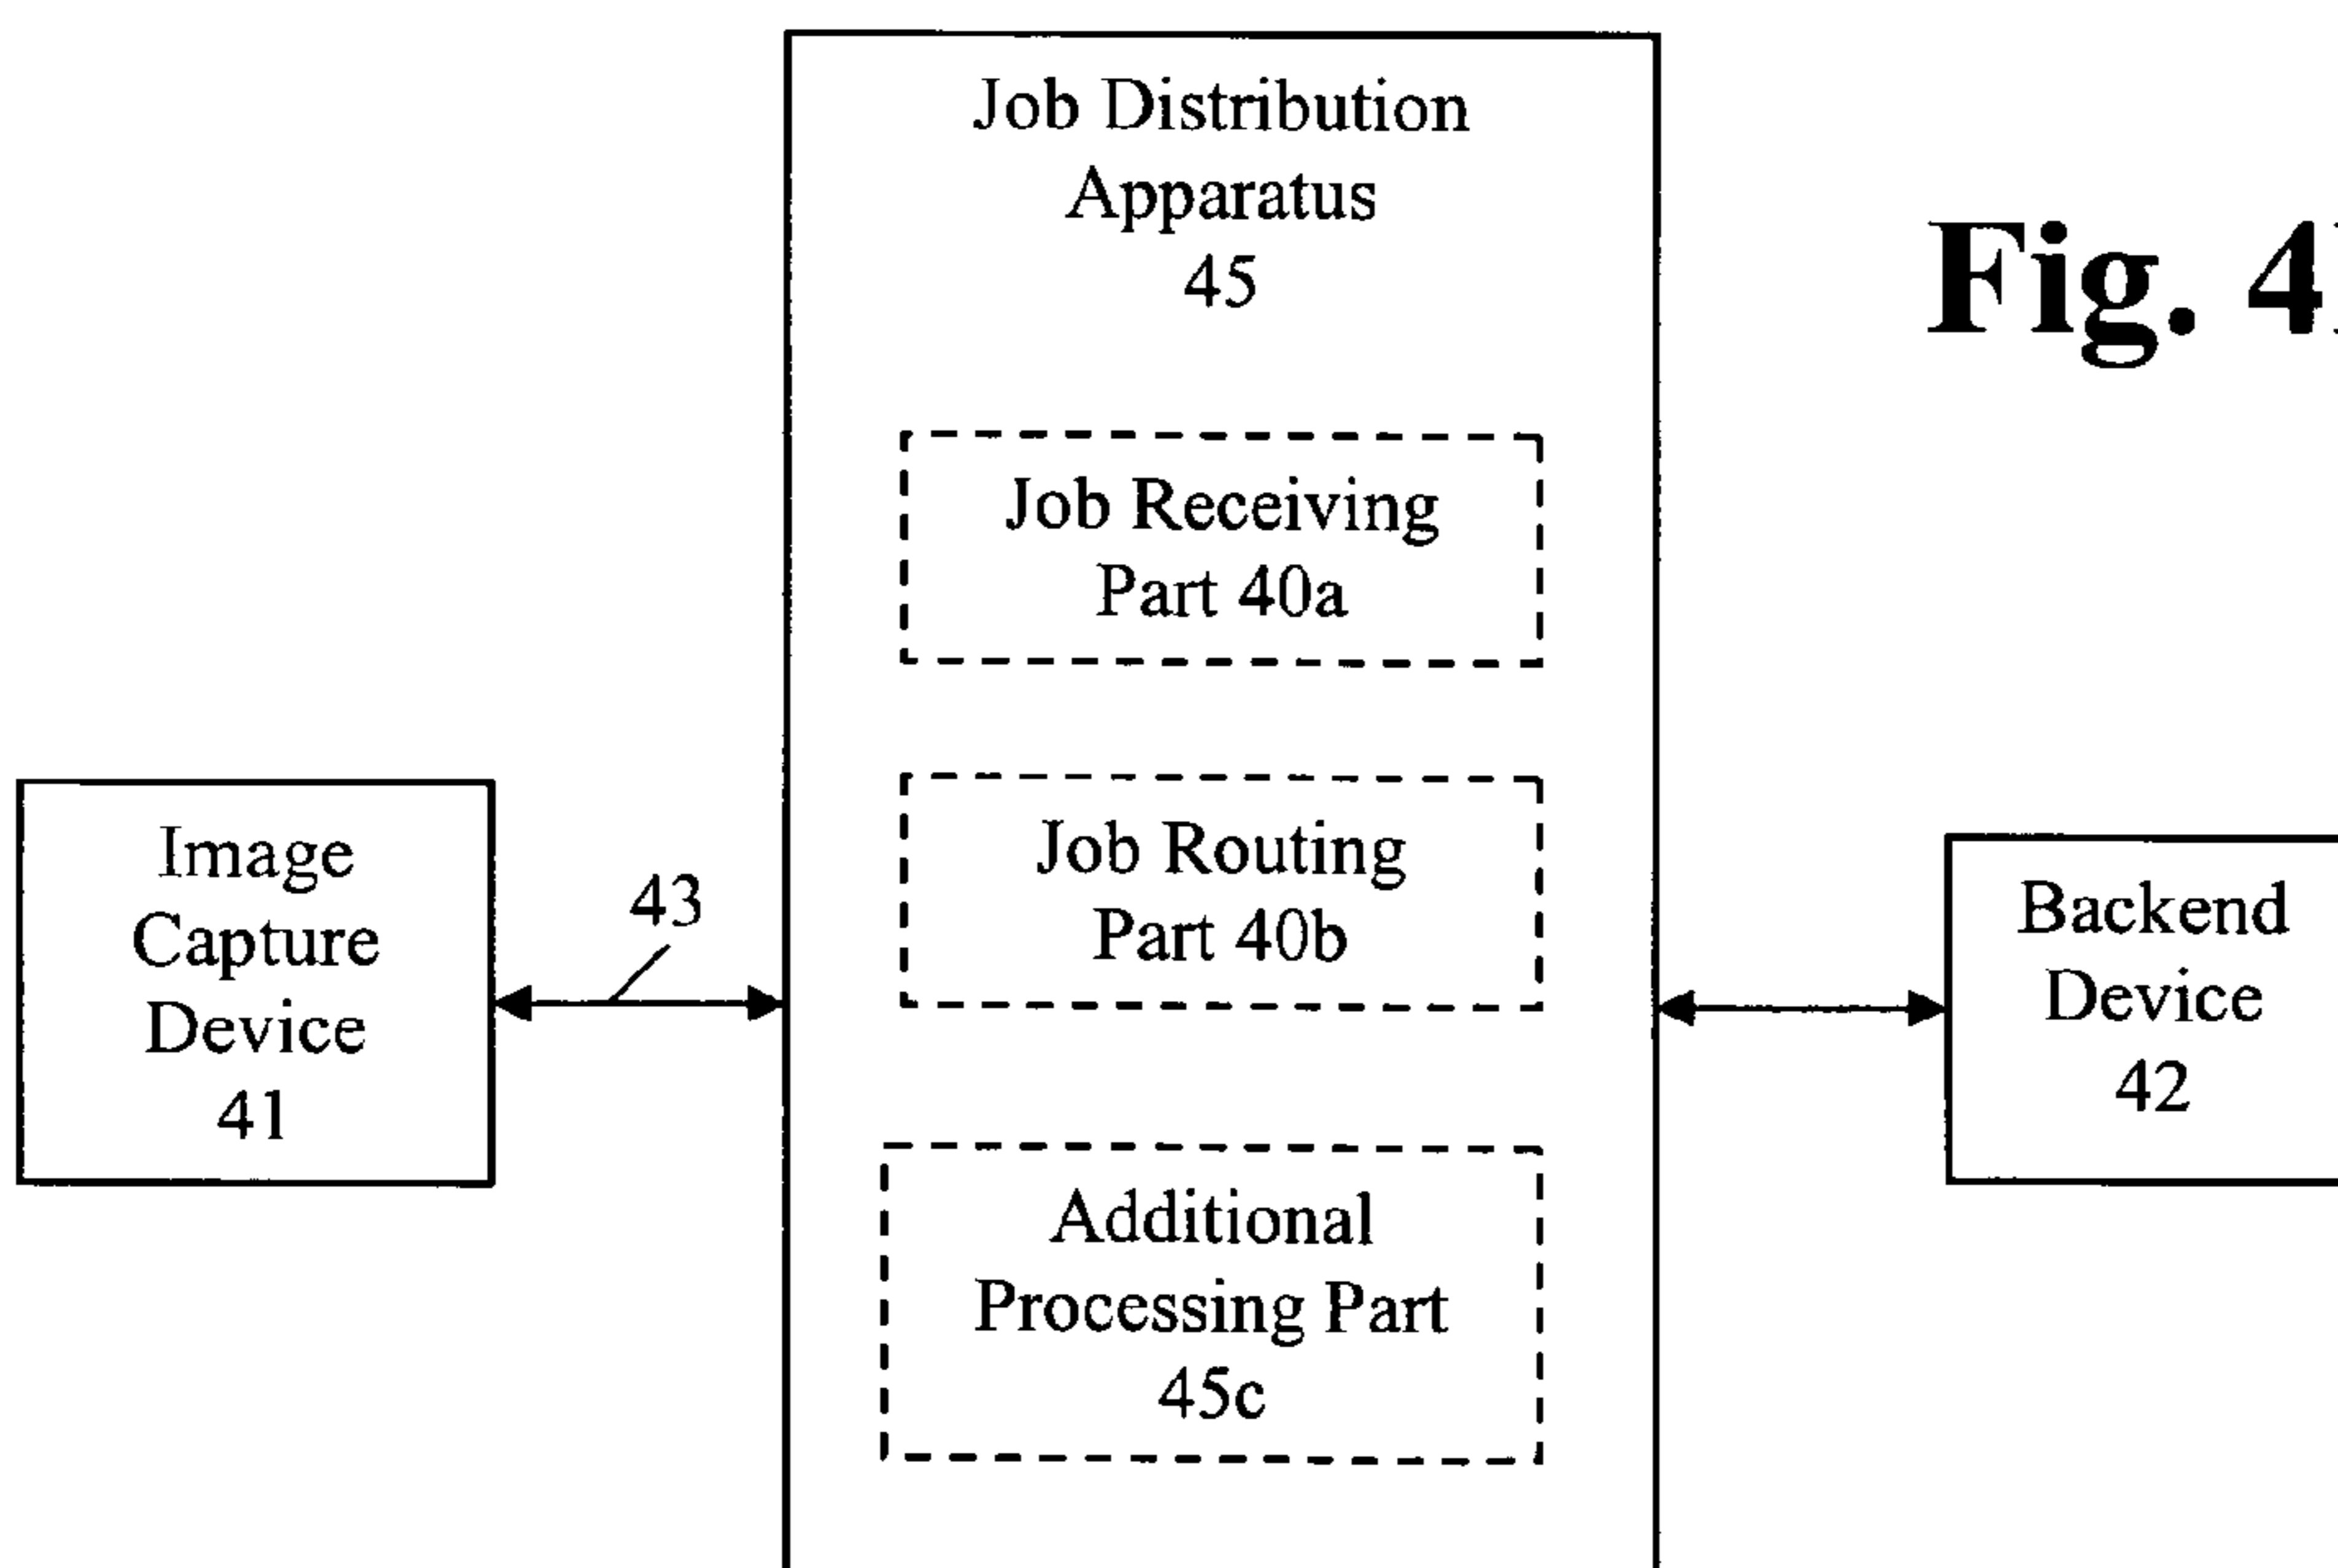 Job Distribution
Apparatus
45
Fig. 4
Job Receiving
Part 40a
Job Routing
Part 40b
Additional
Processing Part
45c
Image
Capture
Device
41
43
Backend
Device
42